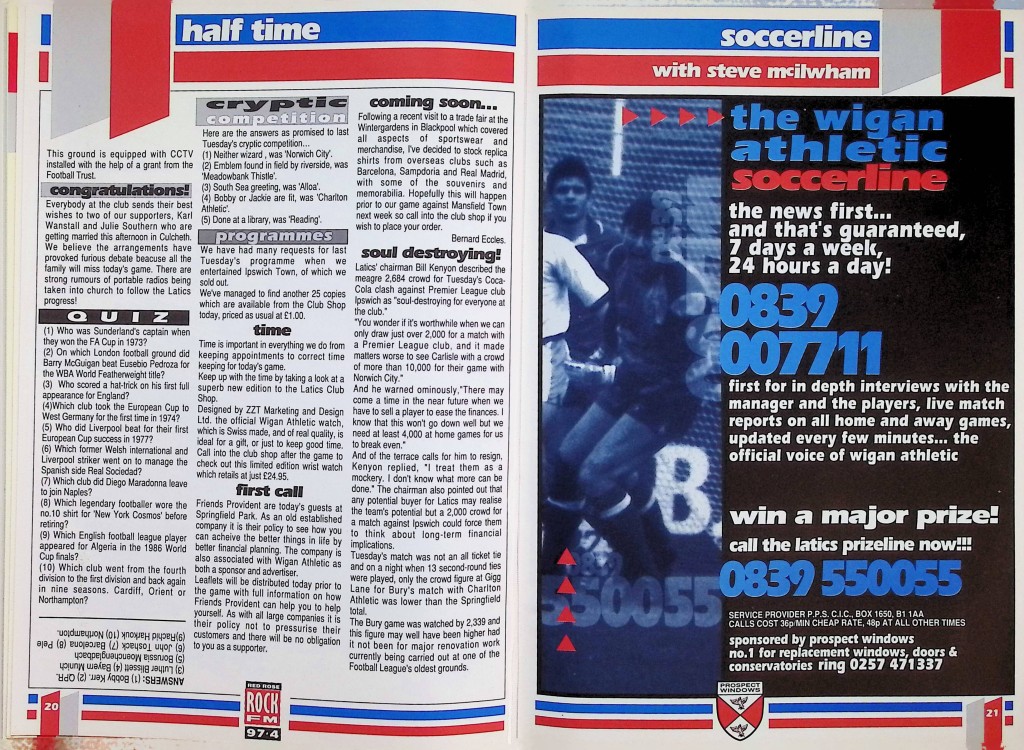 half time
This ground is equipped with CCTV
installed with the help of a grant from the
Football Trust.
congratulations!
Everybody at the club sends their best
wishes to two of our supporters, Karl
Wanstall and Julie Southern who are
getting married this afternoon in Culcheth.
We believe the arrangements have
provoked furious debate beacuse all the
family will miss today's game. There are
strong rumours of portable radios being
taken into church to follow the Latics
progress!
QUIZ
(1) Who was Sunderland's captain when
they won the FA Cup in 1973?
(2) On which London football ground did
Barry McGuigan beat Eusebio Pedroza for
the WBA World Featherweight title?
(3) Who scored a hat-trick on his first full
appearance for England?
(4)Which club took the European Cup to
West Germany for the first time in 1974?
(5) Who did Liverpool beat for their first
European Cup success in 1977?
(6) Which former Welsh international and
Liverpool striker went on to manage the
Spanish side Real Sociedad?
(7) Which club did Diego Maradonna leave
to join Naples?
(8) Which legendary footballer wore the
no.10 shirt for 'New York Cosmos' before
retiring?
(9) Which English football league player
appeared for Algeria in the 1986 World
Cup finals?
(10) Which club went from the fourth
division to the first division and back again
in nine seasons. Cardiff, Orient or
Northampton?
ANSWERS: (1) Bobby Kerr. (2) QPR.
(3) Luther Blissett (4) Bayern Munich
(5) Borussia Moenchengladbach
(6) John Toshack (7) Barcelona (8) Pele
(9)Rachid Harkouk (10) Northampton.
cryptic
competition
Here are the answers as promised to last
Tuesday's cryptic competition...
(1) Neither wizard , was 'Norwich City'.
(2) Emblem found in field by riverside, was
'Meadowbank Thistle'.
(3) South Sea greeting, was 'Alloa'.
(4) Bobby or Jackie are fit, was 'Charlton
Athletic'.
(5) Done at a library, was 'Reading'.
programmes
We have had many requests for last
Tuesday's programme when we
entertained Ipswich Town, of which we
sold out.
We've managed to find another 25 copies
which are available from the Club Shop
today, priced as usual at £1.00.
time
Time is important in everything we do from
keeping appointments to correct time
keeping for today's game.
Keep up with the time by taking a look at a
superb new edition to the Latics Club
Shop.
Designed by ZZT Marketing and Design
Ltd. the official Wigan Athletic watch,
which is Swiss made, and of real quality, is
ideal for a gift, or just to keep good time.
Call into the club shop after the game to
check out this limited edition wrist watch
which retails at just £24.95.
first call
Friends Provident are today's guests at
Springfield Park. As an old established
company it is their policy to see how you
can acheive the better things in life by
better financial planning. The company is
also associated with Wigan Athletic as
both a sponsor and advertiser.
Leaflets will be distributed today prior to
the game with full information on how
Friends Provident can help you to help
yourself. As with all large companies it is
their policy not to pressurise their
customers and there will be no obligation
to you as a supporter.
coming soon...
Following a recent visit to a trade fair at the
Wintergardens in Blackpool which covered
all aspects of sportswear and
merchandise, I've decided to stock replica
shirts from overseas clubs such as
Barcelona, Sampdoria and Real Madrid,
with some of the souvenirs and
memorabilia. Hopefully this will happen
prior to our game against Mansfield Town
next week so call into the club shop if you
wish to place your order.
Bernard Eccles.
soul destroying!
Latics' chairman Bill Kenyon described the
meagre 2,684 crowd for Tuesday's Coca-
Cola clash against Premier League club
Ipswich as "soul-destroying for everyone at
the club."
"You wonder if it's worthwhile when we can
only draw just over 2,000 for a match with
a Premier League club, and it made
matters worse to see Carlisle with a crowd
of more than 10,000 for their game with
Norwich City."
And he warned ominously,"There may
come a time in the near future when we
have to sell a player to ease the finances. I
know that this won't go down well but we
need at least 4,000 at home games for us
to break even."
And of the terrace calls for him to resign,
Kenyon replied, "I treat them as a
mockery. I don't know what more can be
done." The chairman also pointed out that
any potential buyer for Latics may realise
the team's potential but a 2,000 crowd for
a match against Ipswich could force them
to think about long-term financial
implications.
Tuesday's match was not an all ticket tie
and on a night when 13 second-round ties
were played, only the crowd figure at Gigg
Lane for Bury's match with Charlton
Athletic was lower than the Springfield
total.
The Bury game was watched by 2,339 and
this figure may well have been higher had
it not been for major renovation work
currently being carried out at one of the
Football League's oldest grounds.
20
RED ROSE
ROCK
FM
97·4
soccerline
with steve mcilwham
the wigan
athletic
soccerline
the news first...
and that's guaranteed,
7 days a week,
24 hours a day!
0839
007711
first for in depth interviews with the
manager and the players, live match
reports on all home and away games,
updated every few minutes... the
official voice of wigan athletic
B
win a major prize!
call the latics prizeline now!!!
0839 550055
550055
SERVICE PROVIDER P.P.S. C.I.C., BOX 1650, B1 1AA
CALLS COST 36p/MIN CHEAP RATE, 48p AT ALL OTHER TIMES
sponsored by prospect windows
no.1 for replacement windows, doors &
conservatories ring 0257 471337
PROSPECT
WINDOWS
21